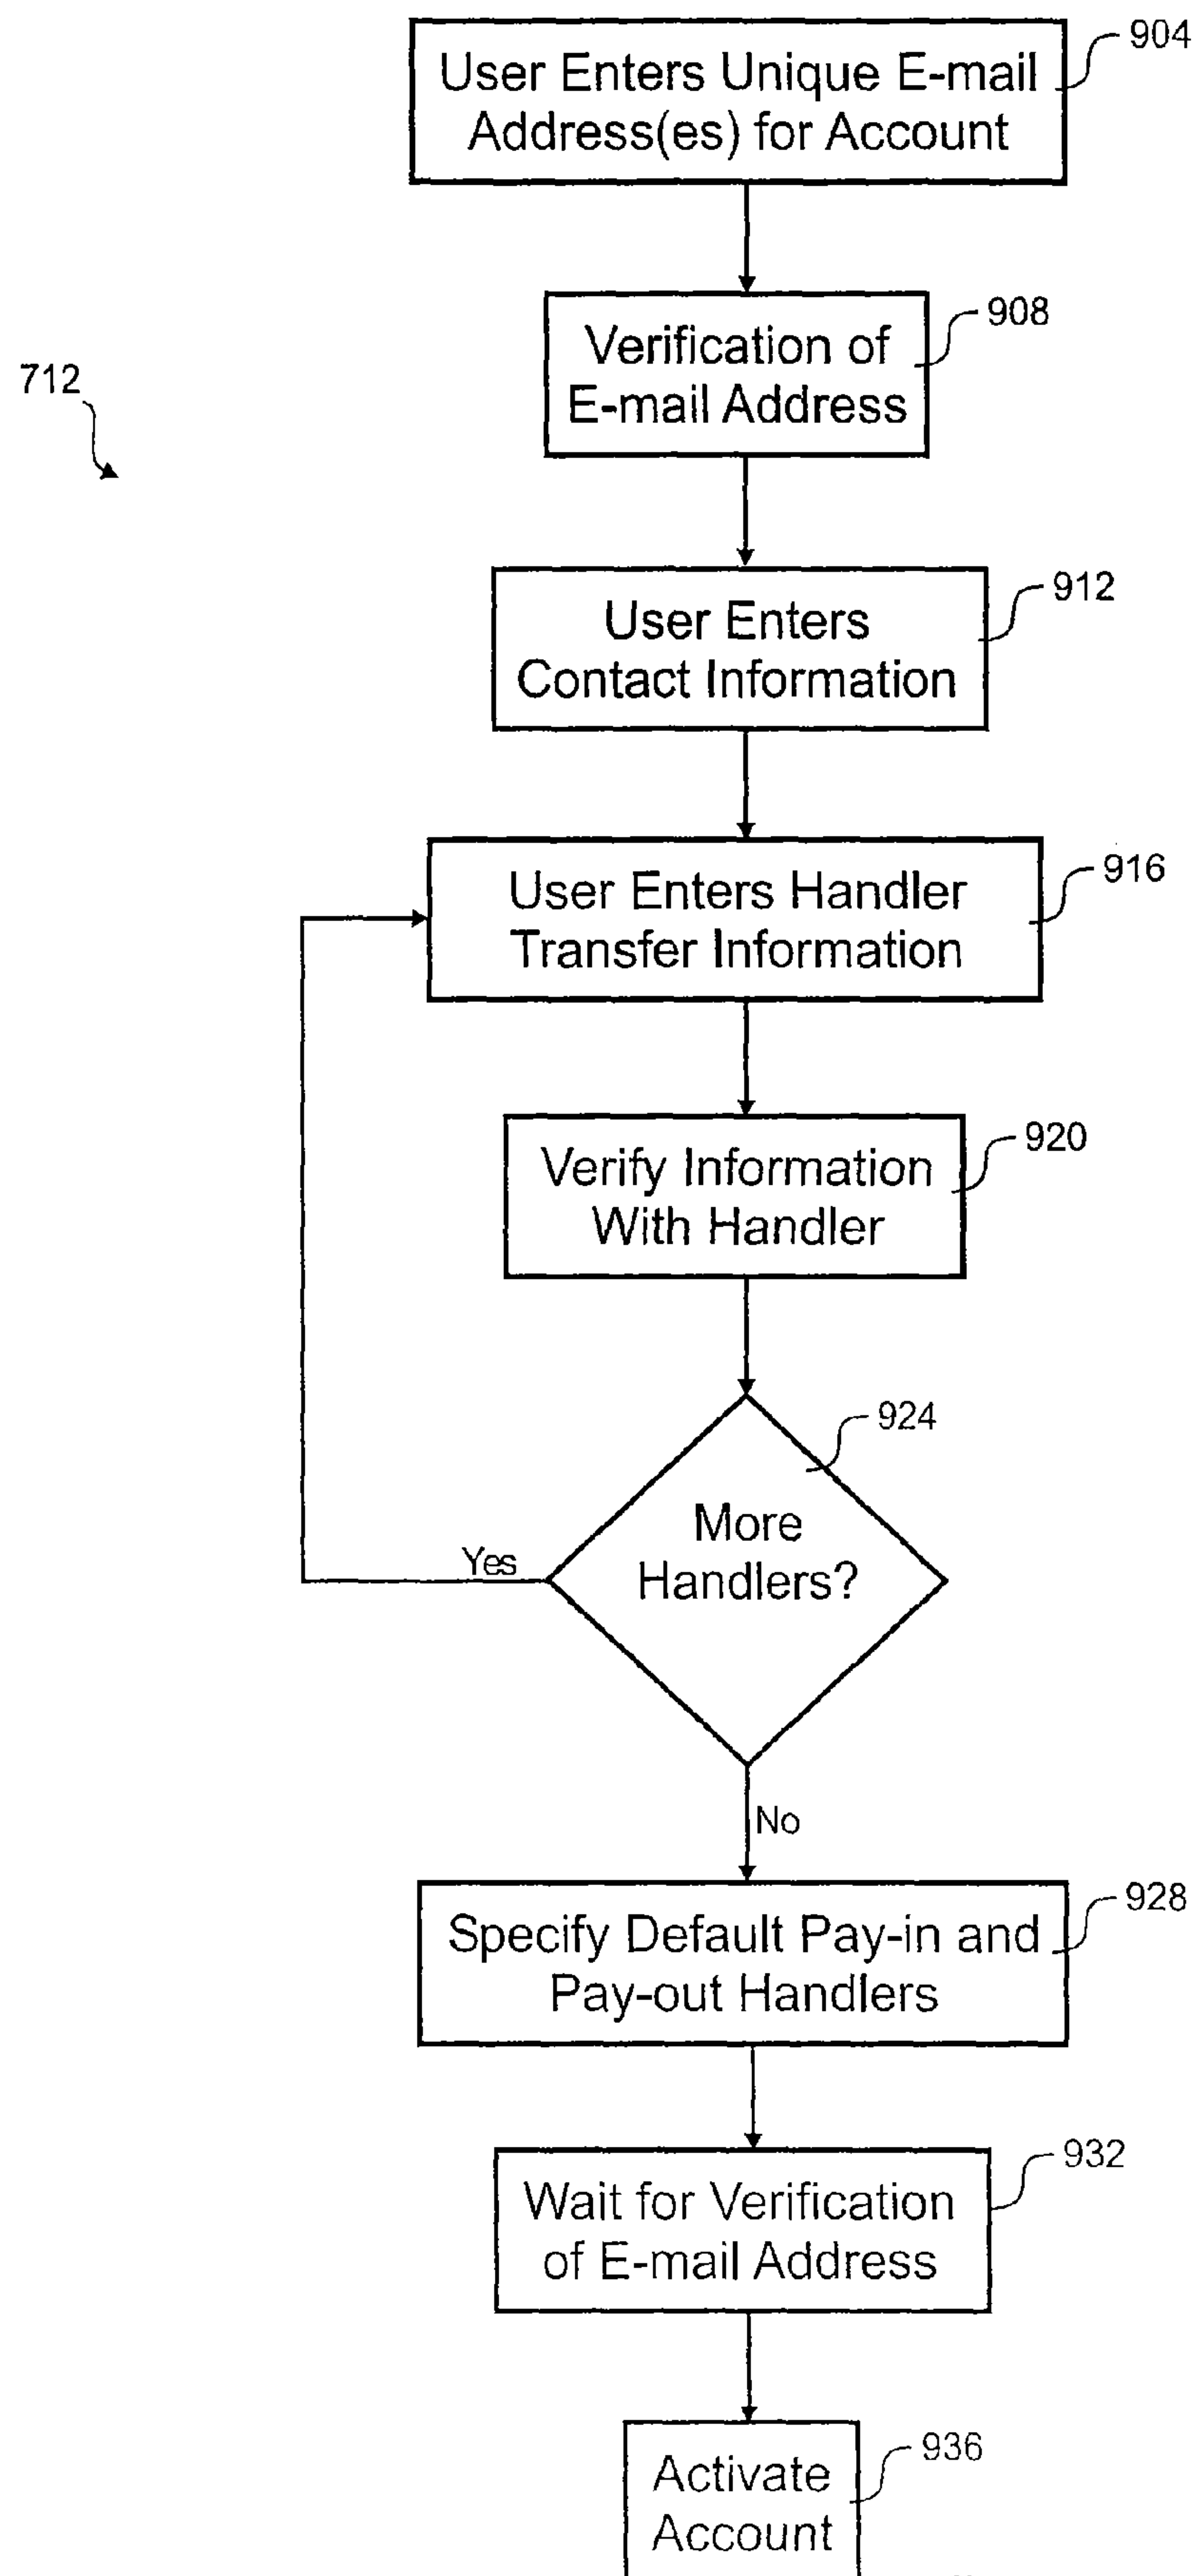 904
User Enters Unique E-mail
Address(es) for Account
908
Verification of
E-mail Address
712
912
User Enters
Contact Information
916
User Enters Handler
Transfer Information
920
Verify Information
With Handler
924
More
Handlers?
Yes
No
928
Specify Default Pay-in and
Pay-out Handlers
932
Wait for Verification
of E-mail Address
936
Activate
Account